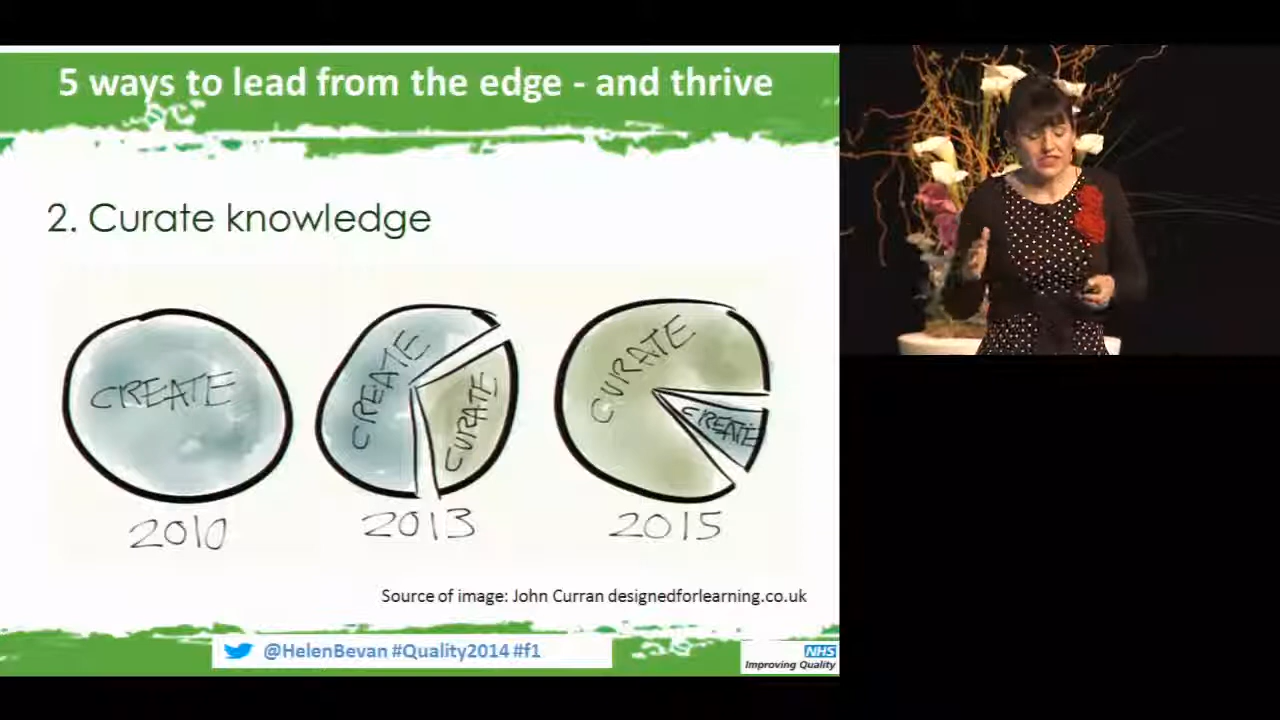 5 ways to lead from the edge - and thrive
2. Curate knowledge
CREATE
CREATE
CURATE
CURATE
CREATE
2010
2013
2015
Source of image: John Curran designedforlearning.co.uk
@HelenBevan #Quality2014 #f1
NHS
Improving Quality